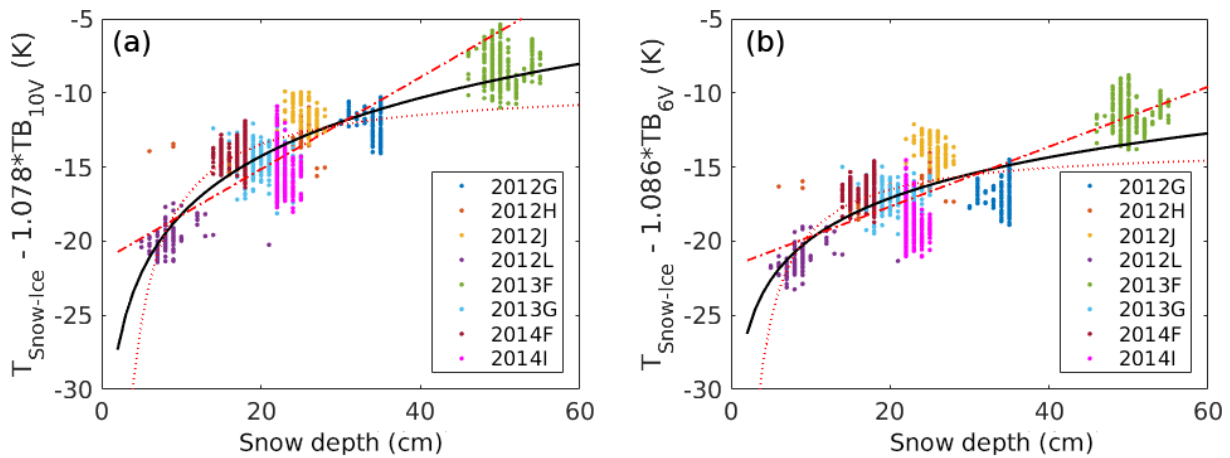 (a)
T_Snow-Ice - 1.078*TB_10V (K)
-5
-10
-15
-20
-25
-30
0
20
40
60
Snow depth (cm)
2012G
2012H
2012J
2012L
2013F
2013G
2014F
2014I
(b)
T_Snow-Ice - 1.086*TB_6V (K)
-5
-10
-15
-20
-25
-30
0
20
40
60
Snow depth (cm)
2012G
2012H
2012J
2012L
2013F
2013G
2014F
2014I